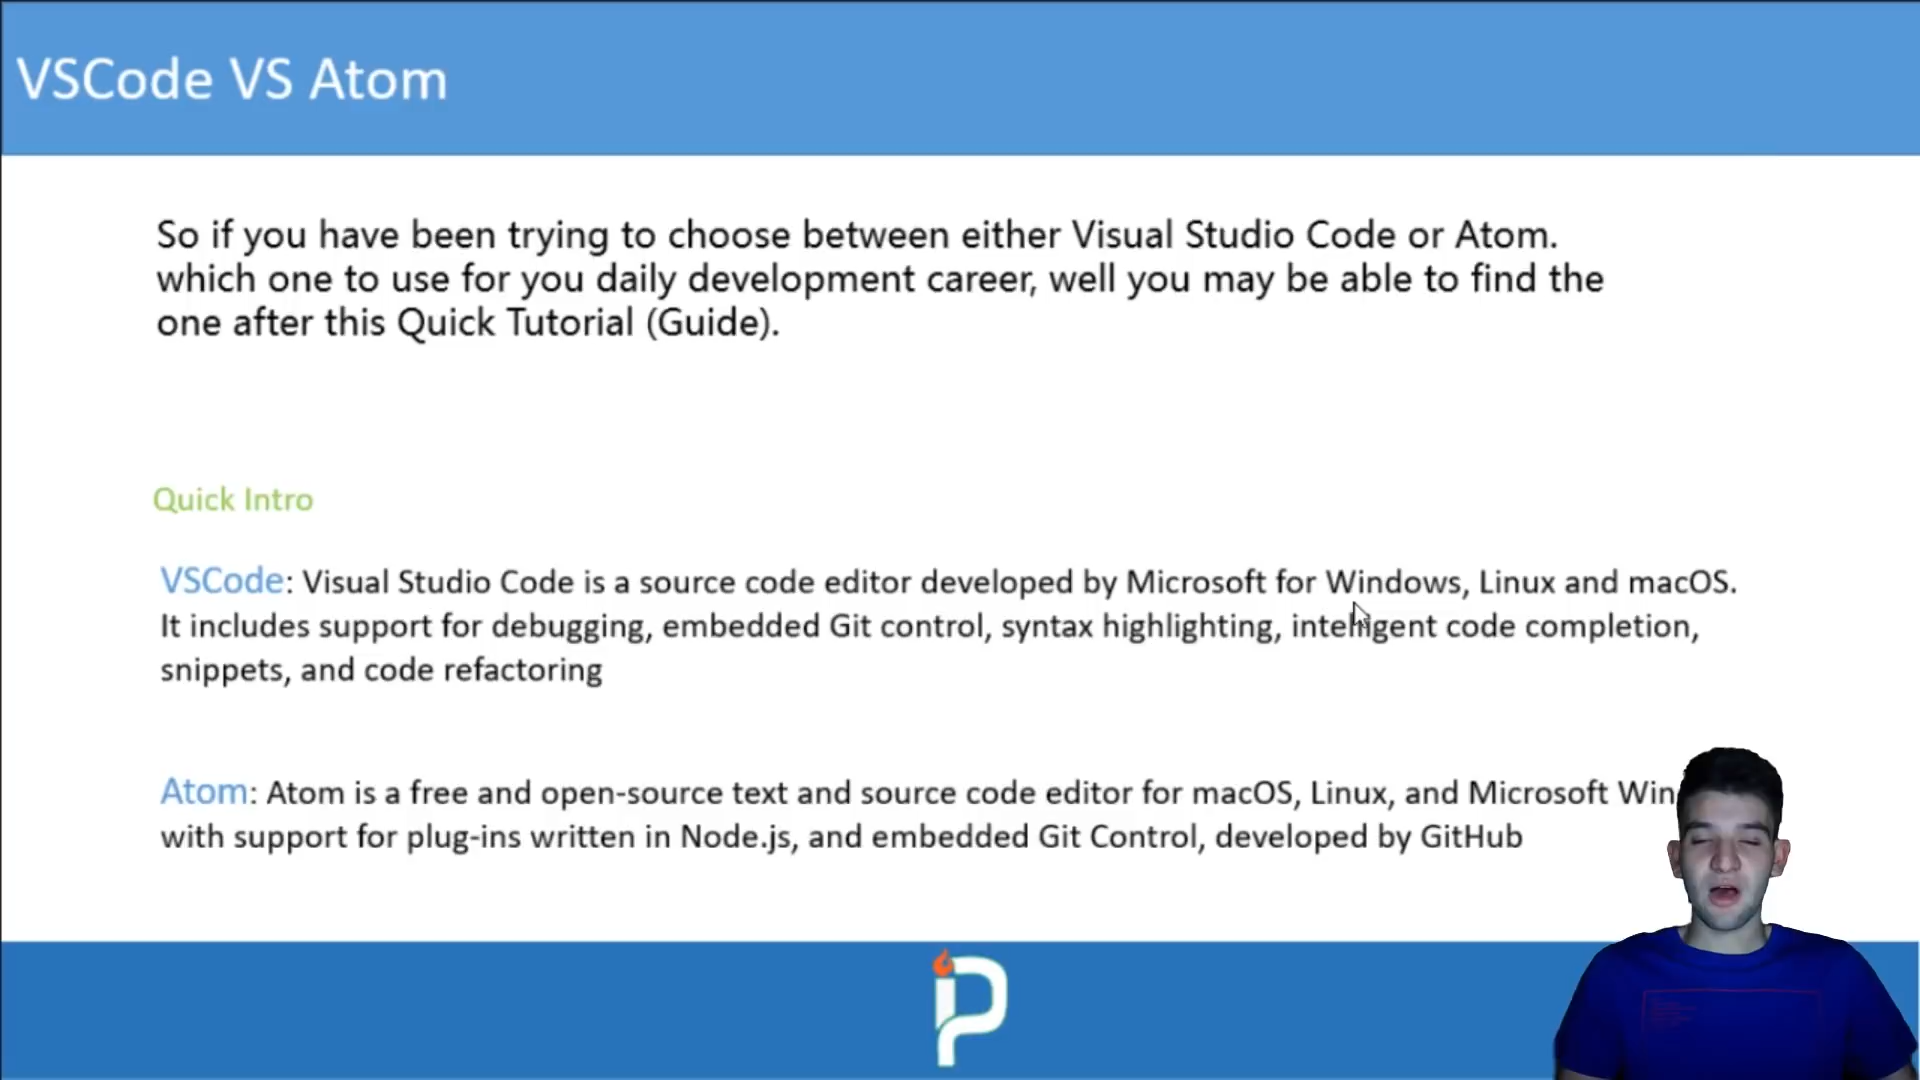 VSCode VS Atom
So if you have been trying to choose between either Visual Studio Code or Atom.
which one to use for you daily development career, well you may be able to find the
one after this Quick Tutorial (Guide).
Quick Intro
VSCode: Visual Studio Code is a source code editor developed by Microsoft for Windows, Linux and macOS.
It includes support for debugging, embedded Git control, syntax highlighting, intelligent code completion,
snippets, and code refactoring
Atom: Atom is a free and open-source text and source code editor for macOS, Linux, and Microsoft Win
with support for plug-ins written in Node.js, and embedded Git Control, developed by GitHub